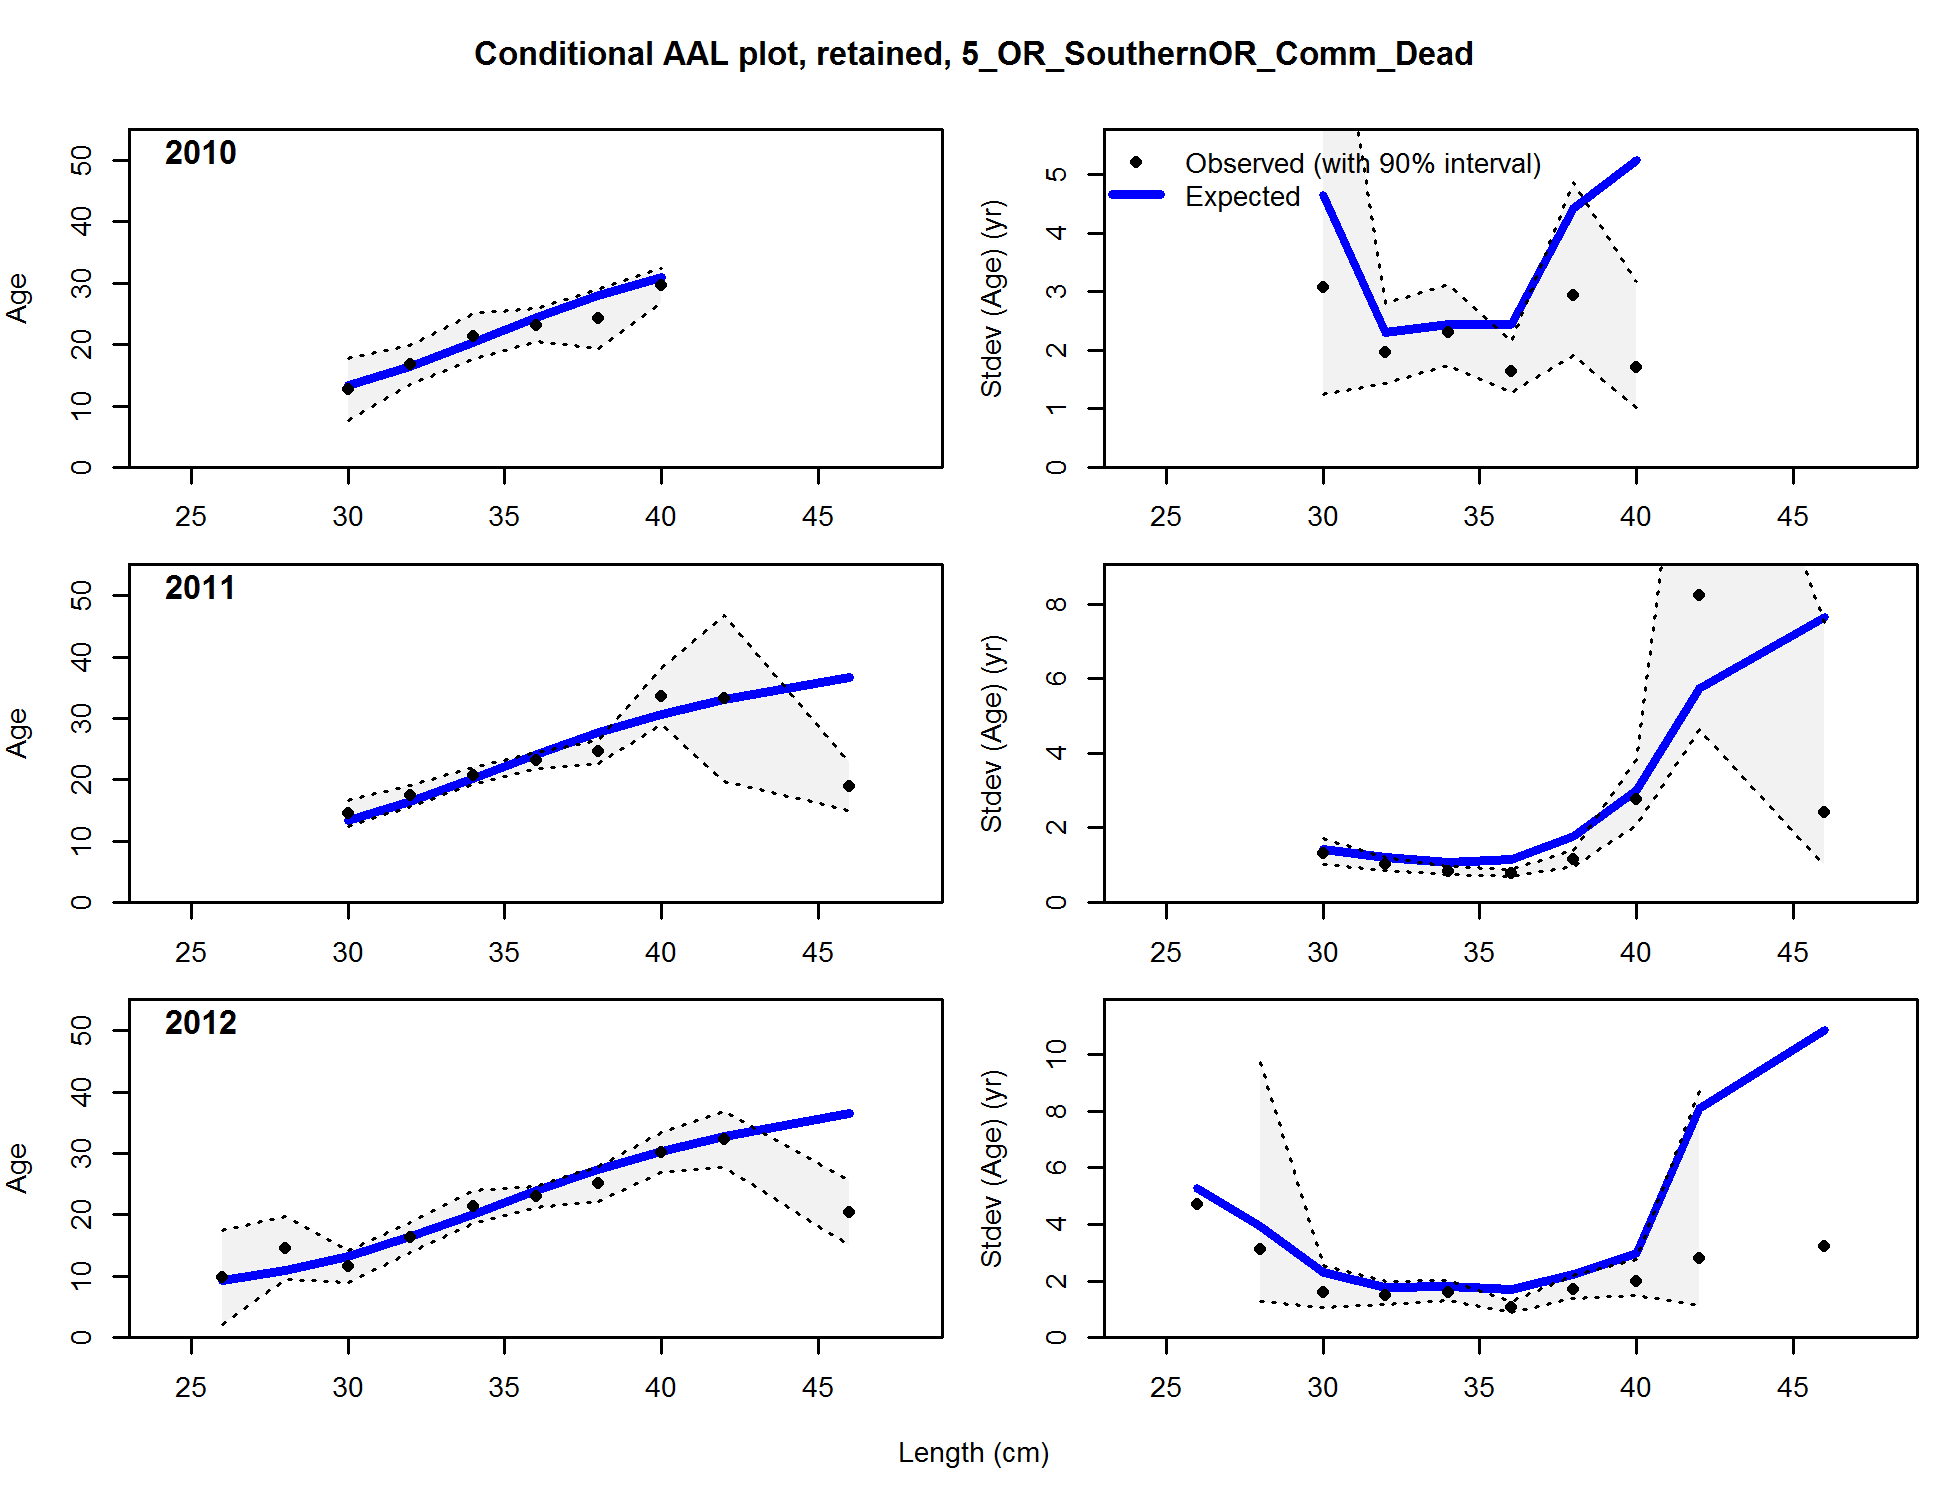 Conditional AAL plot, retained, 5_OR_SouthernOR_Comm_Dead
2010
Age
0 10 20 30 40 50
25 30 35 40 45
Observed (with 90% interval)
Expected
Stdev (Age) (yr)
0 1 2 3 4 5
25 30 35 40 45
2011
Age
0 10 20 30 40 50
25 30 35 40 45
Stdev (Age) (yr)
0 2 4 6 8
25 30 35 40 45
2012
Age
0 10 20 30 40 50
25 30 35 40 45
Stdev (Age) (yr)
0 2 4 6 8 10
25 30 35 40 45
Length (cm)